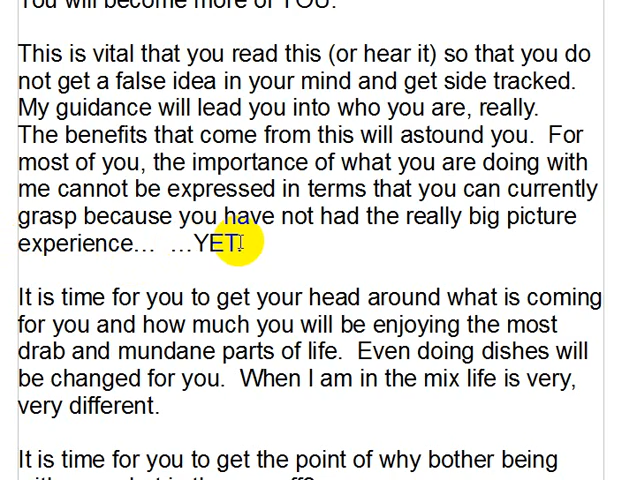 You will become more of YOU.
This is vital that you read this (or hear it) so that you do
not get a false idea in your mind and get side tracked.
My guidance will lead you into who you are, really.
The benefits that come from this will astound you.  For
most of you, the importance of what you are doing with
me cannot be expressed in terms that you can currently
grasp because you have not had the really big picture
experience…  …YET.
It is time for you to get your head around what is coming
for you and how much you will be enjoying the most
drab and mundane parts of life.  Even doing dishes will
be changed for you.  When I am in the mix life is very,
very different.
It is time for you to get the point of why bother being